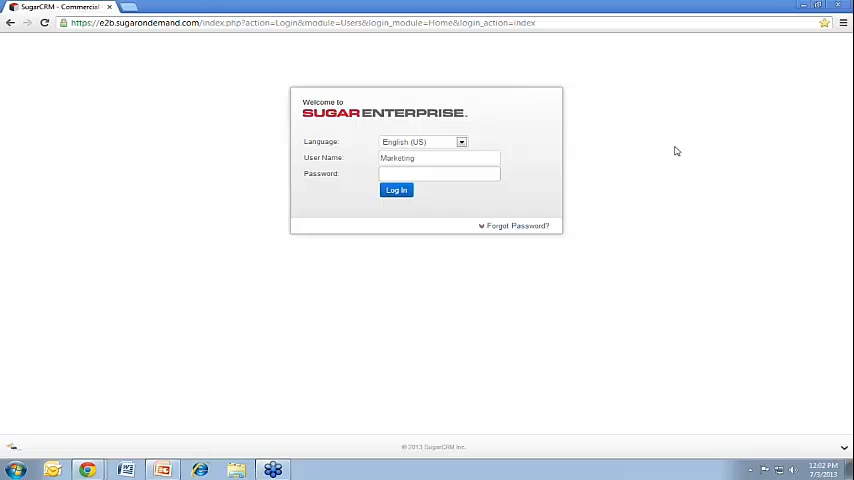 SugarCRM - Commercial
https://e2b.sugarondemand.com/index.php?action=Login&module=Users&login_module=Home&login_action=index
Welcome to
SUGARENTERPRISE.
Language: English (US)
User Name: Marketing
Password:
Log In
Forgot Password?
© 2013 SugarCRM Inc.
12:02 PM
7/3/2013